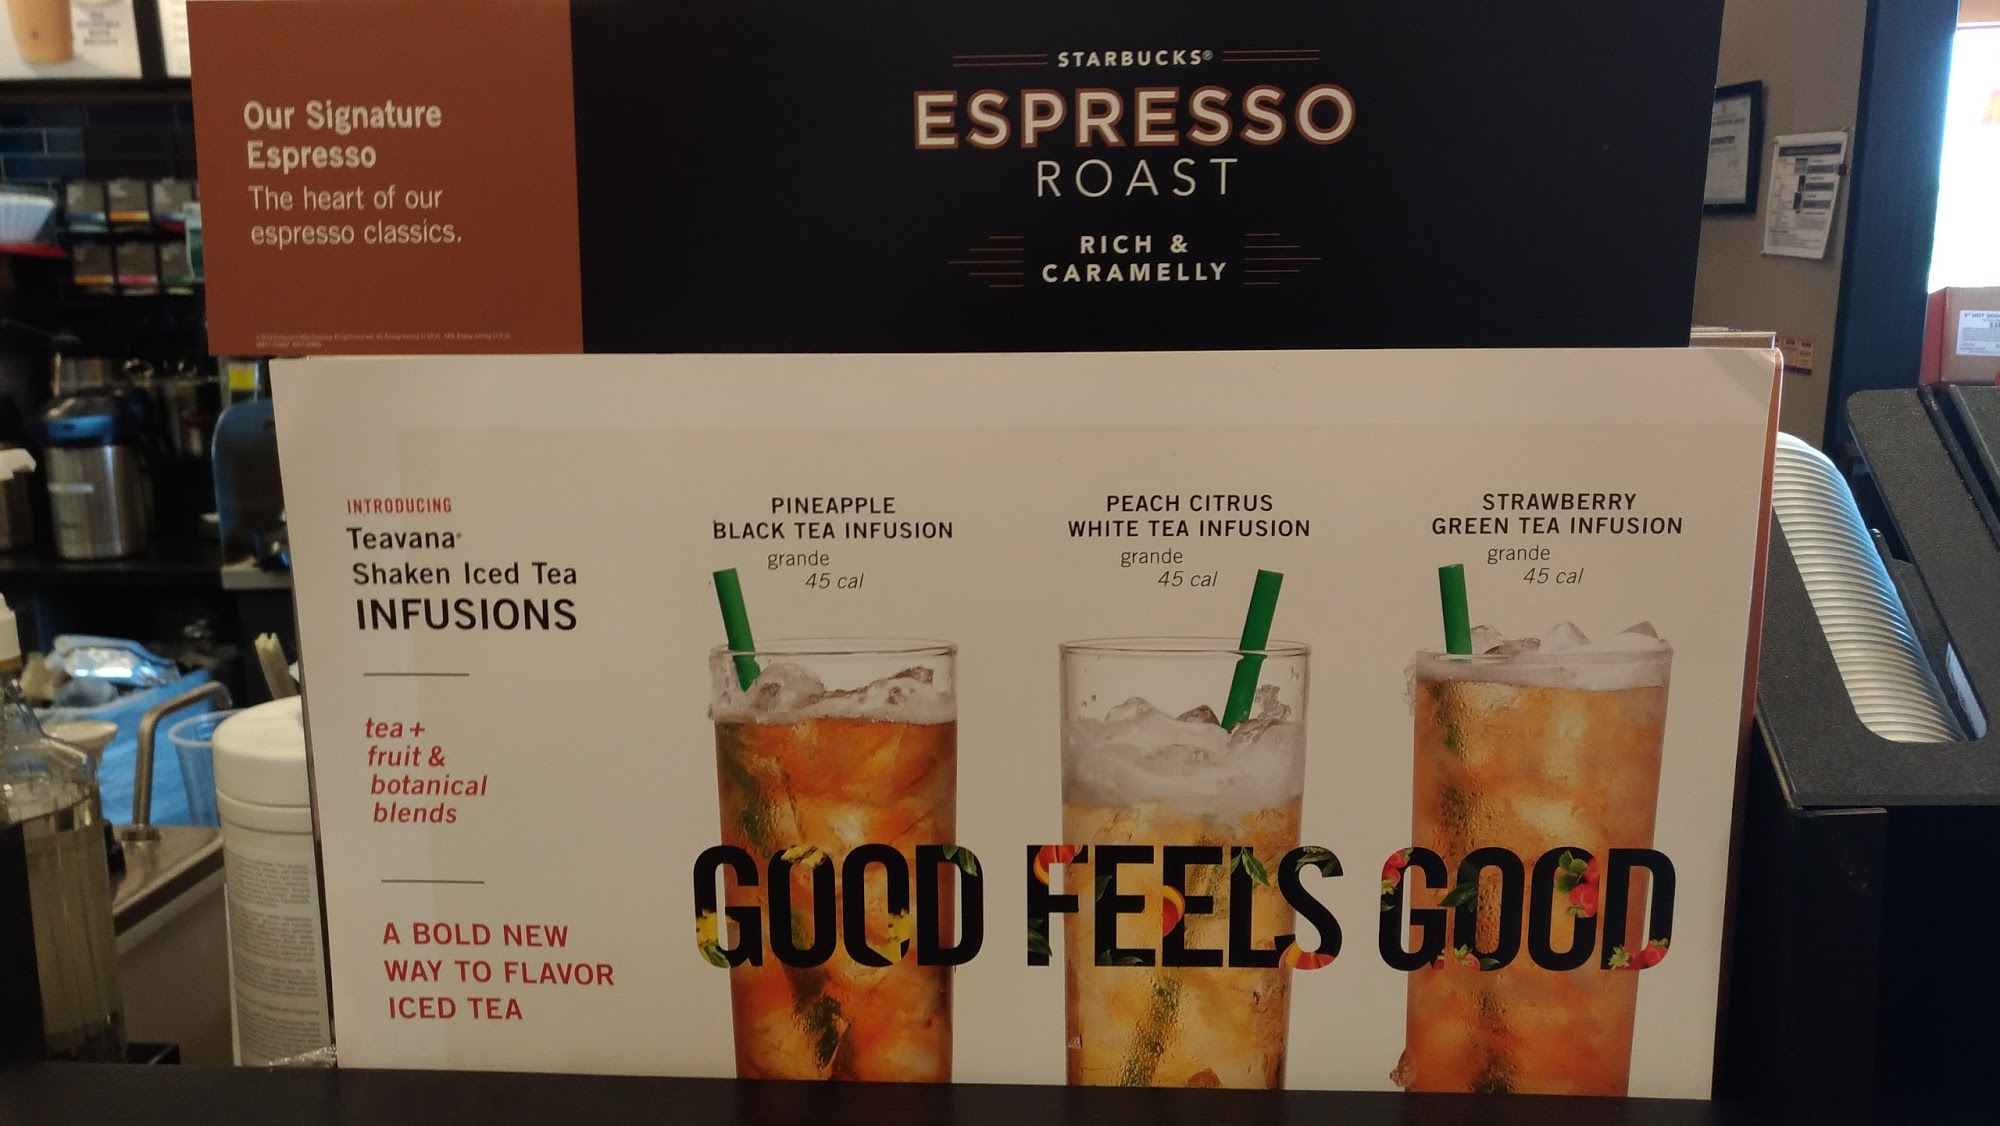 Our Signature
Espresso
The heart of our
espresso classics.
STARBUCKS®
ESPRESSO
ROAST
RICH &
CARAMELLY
INTRODUCING
Teavana®
Shaken Iced Tea
INFUSIONS
tea +
fruit &
botanical
blends
A BOLD NEW
WAY TO FLAVOR
ICED TEA
PINEAPPLE
BLACK TEA INFUSION
grande
45 cal
PEACH CITRUS
WHITE TEA INFUSION
grande
45 cal
STRAWBERRY
GREEN TEA INFUSION
grande
45 cal
GOOD FEELS GOOD